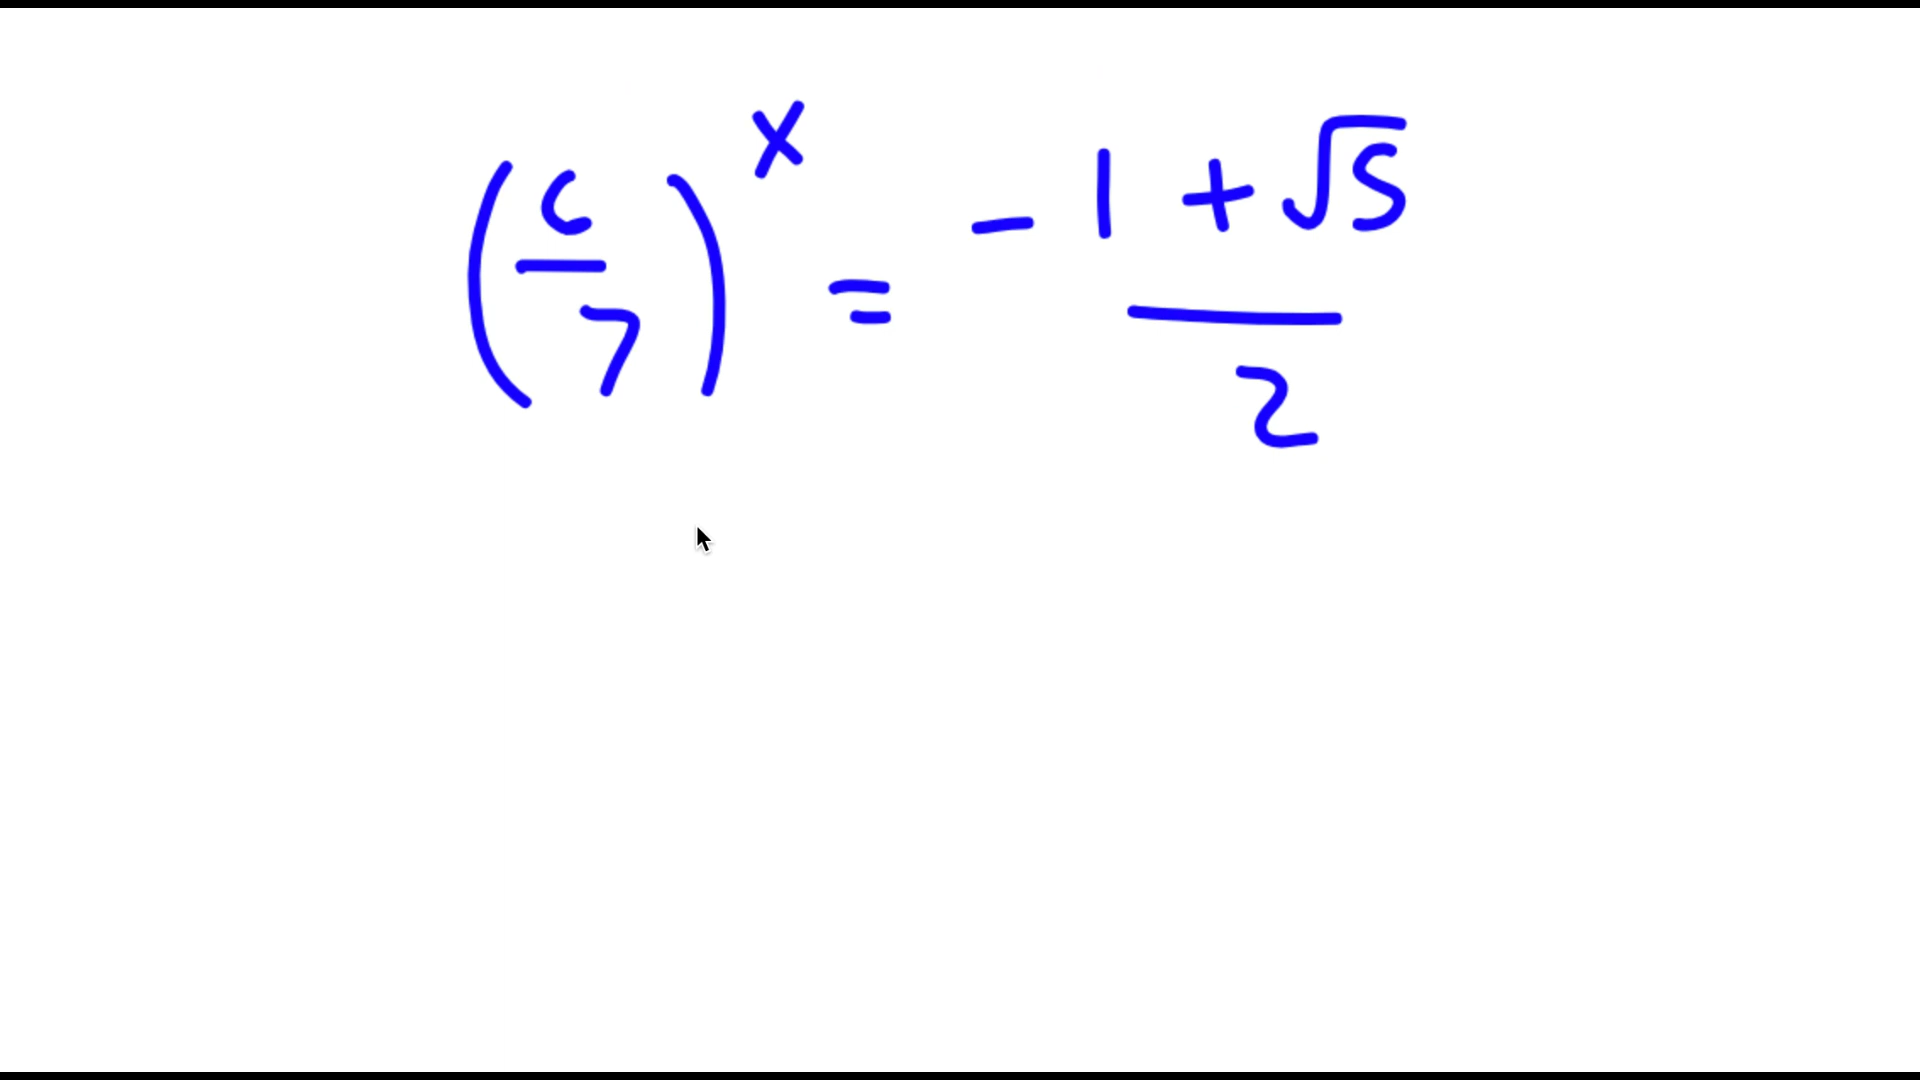 (6/7)^x = -1 + √5 / 2